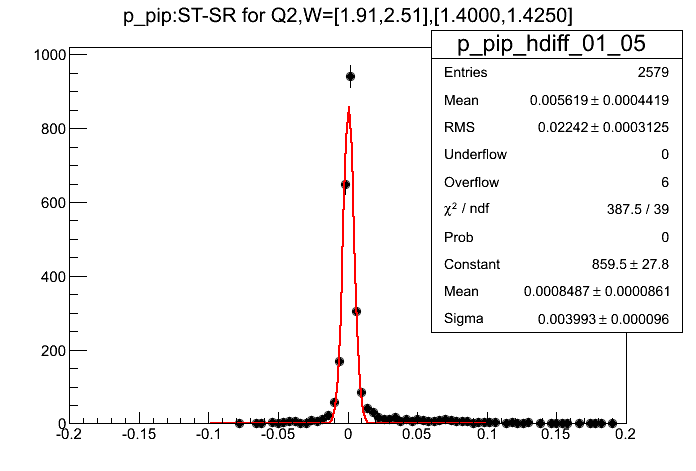 p_pip:ST-SR for Q2,W=[1.91,2.51],[1.4000,1.4250]
p_pip_hdiff_01_05
Entries 2579
Mean 0.005619 ± 0.0004419
RMS 0.02242 ± 0.0003125
Underflow 0
Overflow 6
χ² / ndf 387.5 / 39
Prob 0
Constant 859.5 ± 27.8
Mean 0.0008487 ± 0.0000861
Sigma 0.003993 ± 0.000096
1000
800
600
400
200
0
-0.2 -0.15 -0.1 -0.05 0 0.05 0.1 0.15 0.2